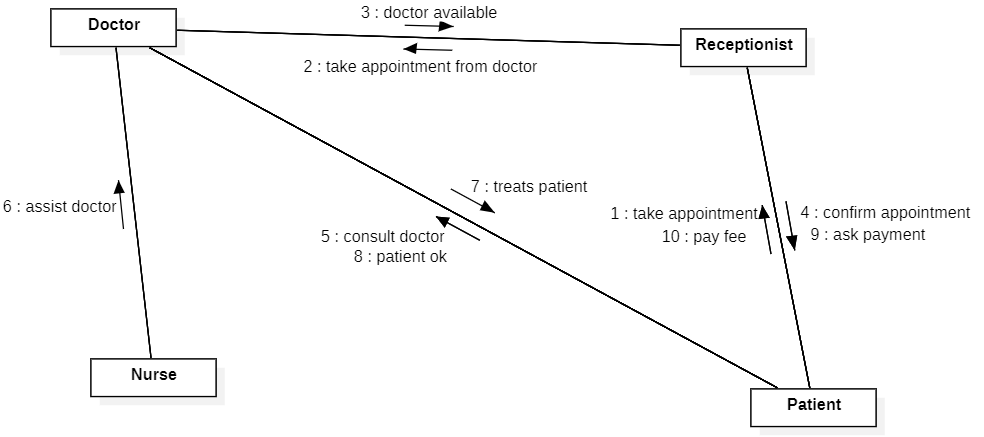 Doctor
3 : doctor available
Receptionist
2 : take appointment from doctor
7 : treats patient
6 : assist doctor
1 : take appointment
4 : confirm appointment
5 : consult doctor
10 : pay fee
9 : ask payment
8 : patient ok
Nurse
Patient